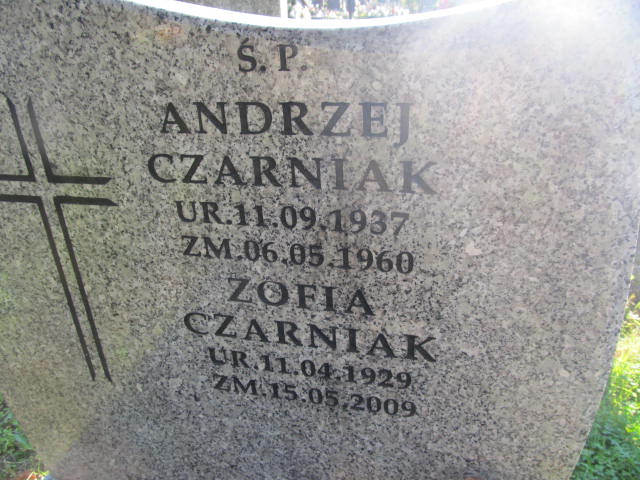 Ś. P.
ANDRZEJ
CZARNIAK
UR.11.09.1937
ZM.06.05.1960
ZOFIA
CZARNIAK
UR.11.04.1929
ZM.15.05.2009